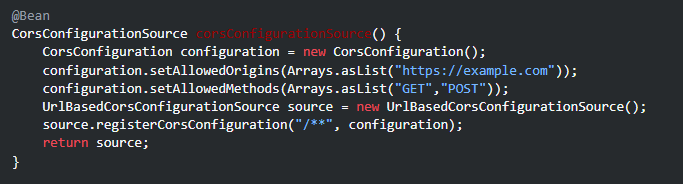 @Bean
CorsConfigurationSource corsConfigurationSource() {
    CorsConfiguration configuration = new CorsConfiguration();
    configuration.setAllowedOrigins(Arrays.asList("https://example.com"));
    configuration.setAllowedMethods(Arrays.asList("GET","POST"));
    UrlBasedCorsConfigurationSource source = new UrlBasedCorsConfigurationSource();
    source.registerCorsConfiguration("/**", configuration);
    return source;
}